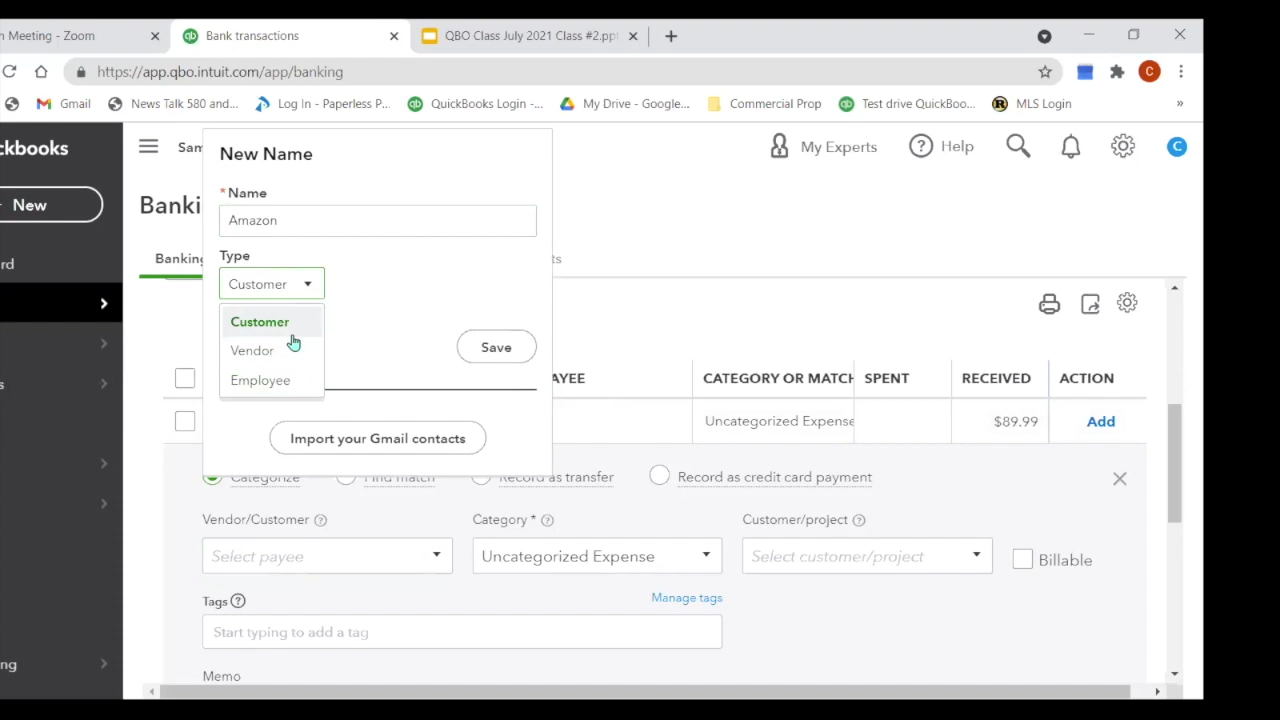 h Meeting - Zoom
Bank transactions
QBO Class July 2021 Class #2.ppt
https://app.qbo.intuit.com/app/banking
C
Gmail
News Talk 580 and...
Log In - Paperless P...
QuickBooks Login -...
My Drive - Google...
Commercial Prop
Test drive QuickBoo...
MLS Login
»
ckbooks
Sam
My Experts
Help
C
New
Banki
rd
Banking
ts
New Name
*Name
Amazon
Type
Customer
Customer
Vendor
Employee
Save
Import your Gmail contacts
AYEE
CATEGORY OR MATCH
SPENT
RECEIVED
ACTION
Uncategorized Expense
$89.99
Add
Categorize
Find match
Record as transfer
Record as credit card payment
Vendor/Customer
Category *
Customer/project
Select payee
Uncategorized Expense
Select customer/project
Billable
Tags
Manage tags
Start typing to add a tag
Memo
s
ng